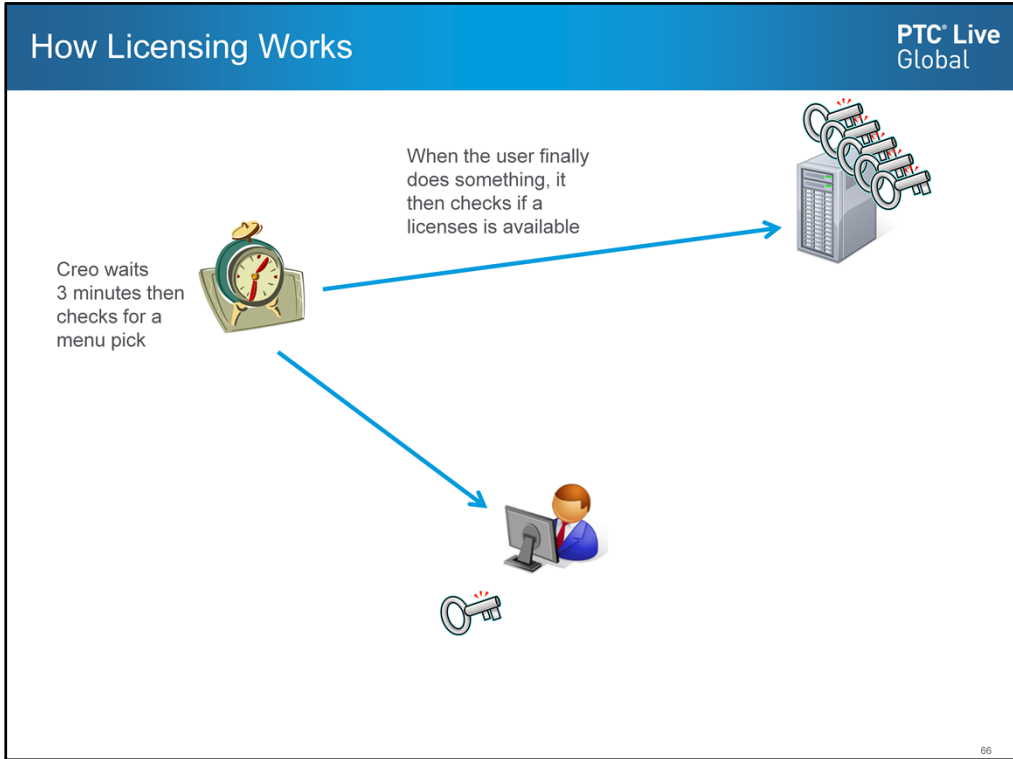 How Licensing Works
PTC® Live
Global
When the user finally
does something, it
then checks if a
licenses is available
Creo waits
3 minutes then
checks for a
menu pick
66